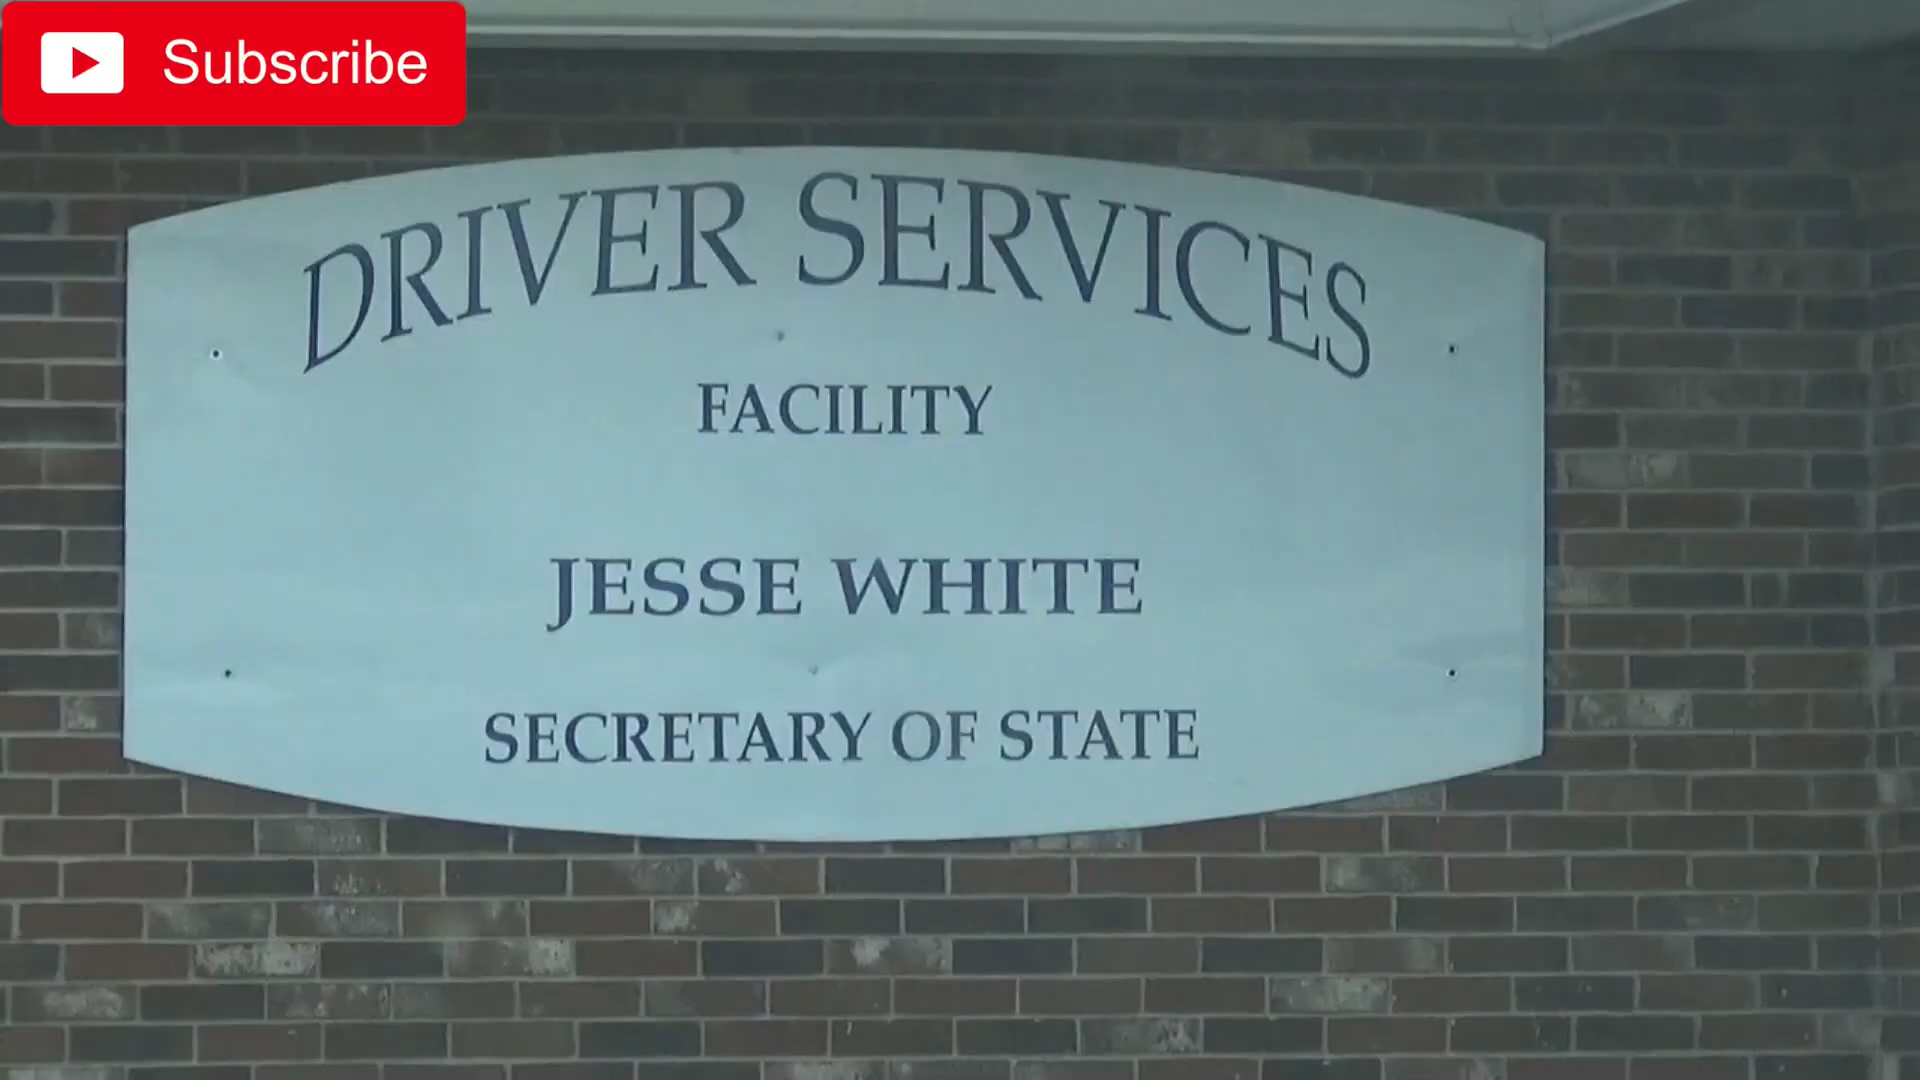 Subscribe
DRIVER SERVICES
FACILITY
JESSE WHITE
SECRETARY OF STATE